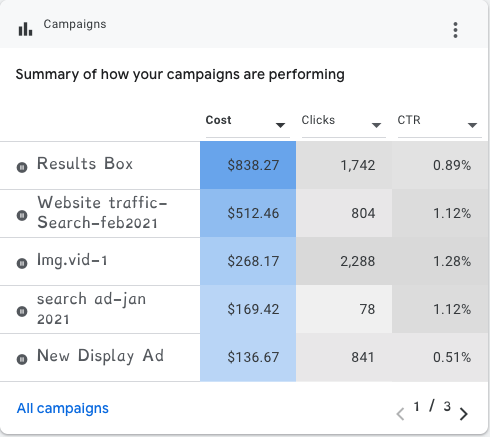 Campaigns
Summary of how your campaigns are performing
Cost Clicks CTR
Results Box $838.27 1,742 0.89%
Website traffic-
Search-feb2021 $512.46 804 1.12%
Img.vid-1 $268.17 2,288 1.28%
search ad-jan
2021 $169.42 78 1.12%
New Display Ad $136.67 841 0.51%
All campaigns 1 / 3